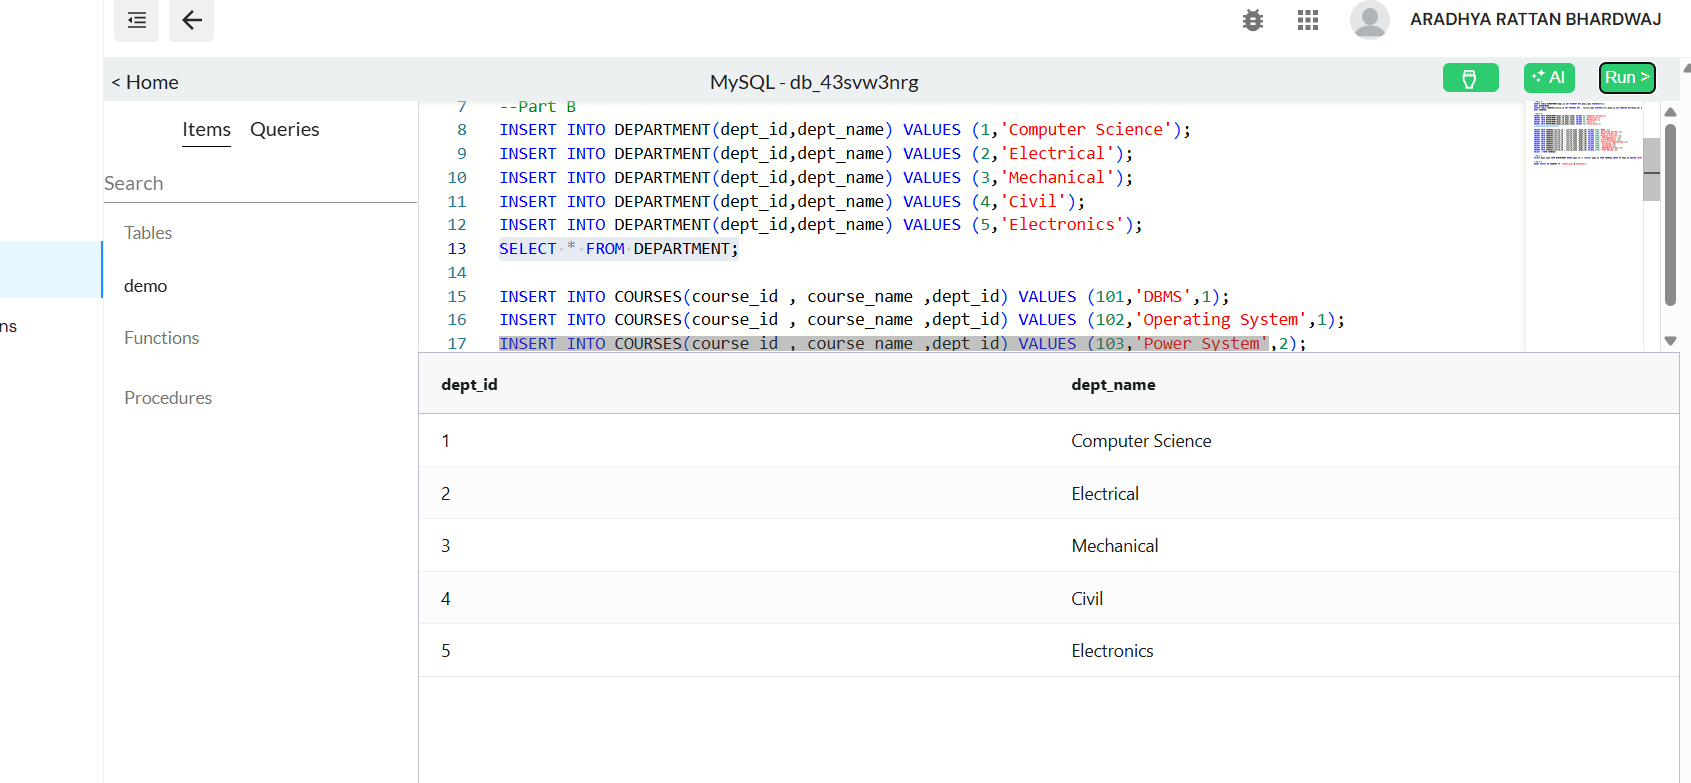 ARADHYA RATTAN BHARDWAJ
< Home
MySQL - db_43svw3nrg
AI
Run >
Items Queries
Search
Tables
demo
Functions
Procedures
ns
7 --Part B
8 INSERT INTO DEPARTMENT(dept_id,dept_name) VALUES (1,'Computer Science');
9 INSERT INTO DEPARTMENT(dept_id,dept_name) VALUES (2,'Electrical');
10 INSERT INTO DEPARTMENT(dept_id,dept_name) VALUES (3,'Mechanical');
11 INSERT INTO DEPARTMENT(dept_id,dept_name) VALUES (4,'Civil');
12 INSERT INTO DEPARTMENT(dept_id,dept_name) VALUES (5,'Electronics');
13 SELECT * FROM DEPARTMENT;
14
15 INSERT INTO COURSES(course_id , course_name ,dept_id) VALUES (101,'DBMS',1);
16 INSERT INTO COURSES(course_id , course_name ,dept_id) VALUES (102,'Operating System',1);
17 INSERT INTO COURSES(course_id , course_name ,dept_id) VALUES (103,'Power System',2);
dept_id dept_name
1 Computer Science
2 Electrical
3 Mechanical
4 Civil
5 Electronics